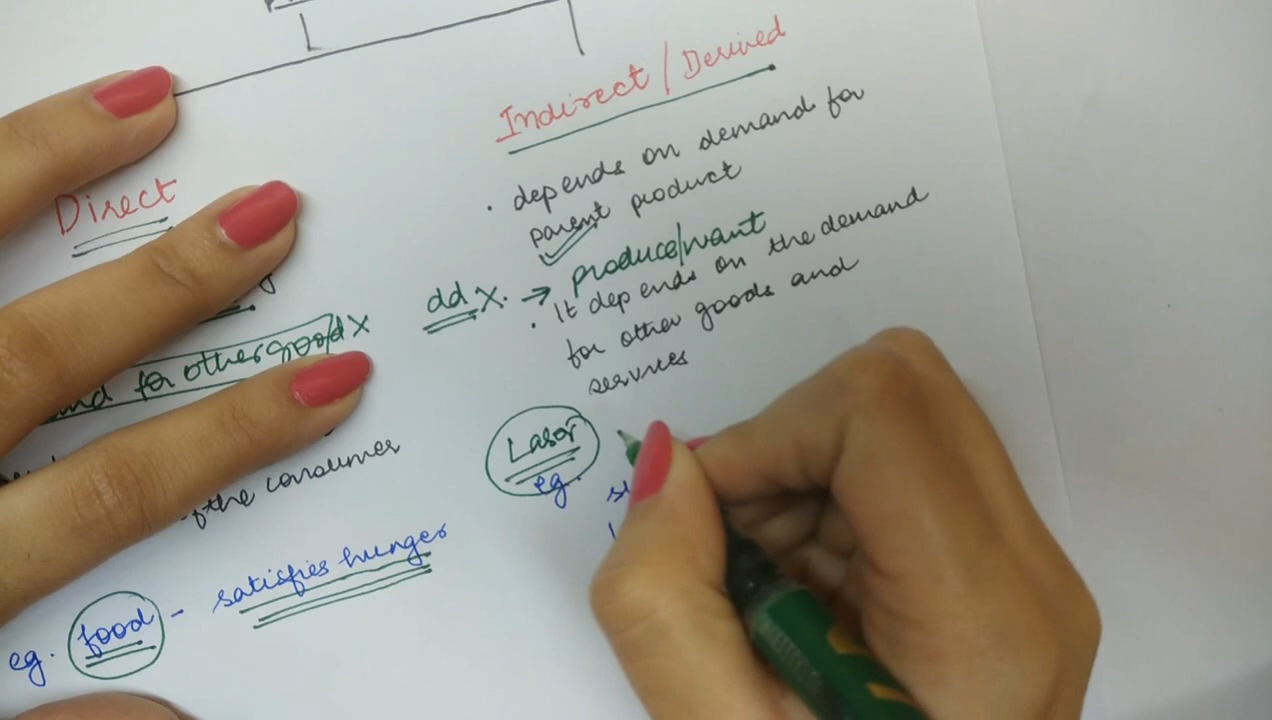 Indirect / Derived
. depends on demand for
parent product
Direct
dd X. → produce/want
. It depends on the demand
for other goods and
services
for other good X
of the consumer
Labor
eg.
eg. food - satisfies hunger